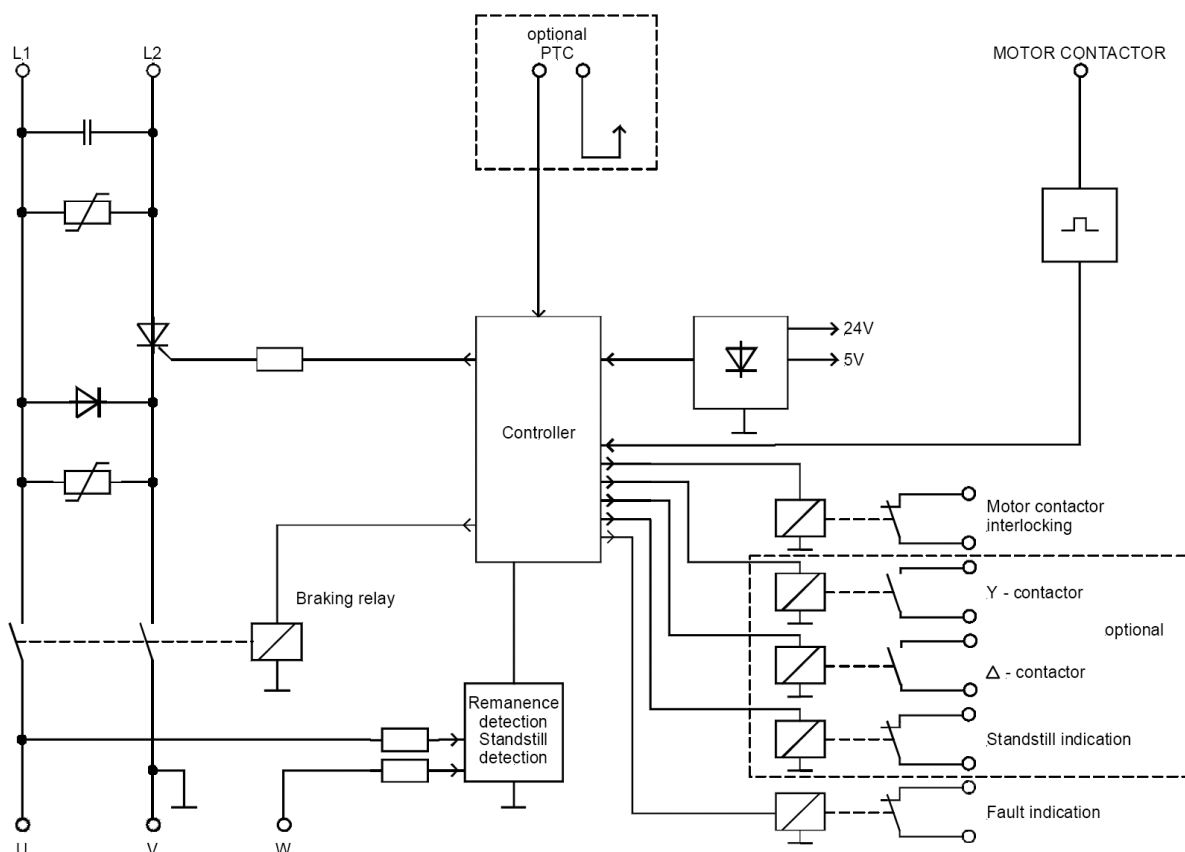 optional
PTC
L1
L2
MOTOR CONTACTOR
24V
5V
Controller
Motor contactor
interlocking
Braking relay
Y - contactor
optional
Δ - contactor
Remanence
detection
Standstill
detection
Standstill indication
Fault indication
U
V
W